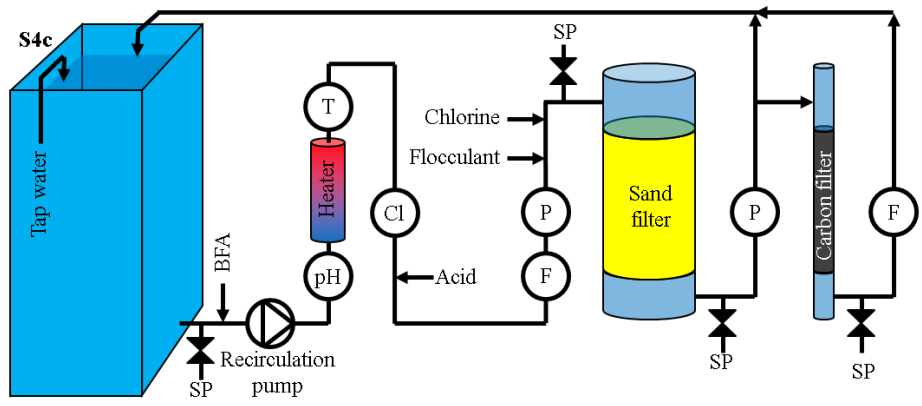 S4c
Tap water
SP
BFA
Recirculation
pump
pH
Heater
T
Cl
Acid
F
P
Flocculant
Chlorine
SP
Sand
filter
SP
P
Carbon filter
SP
F